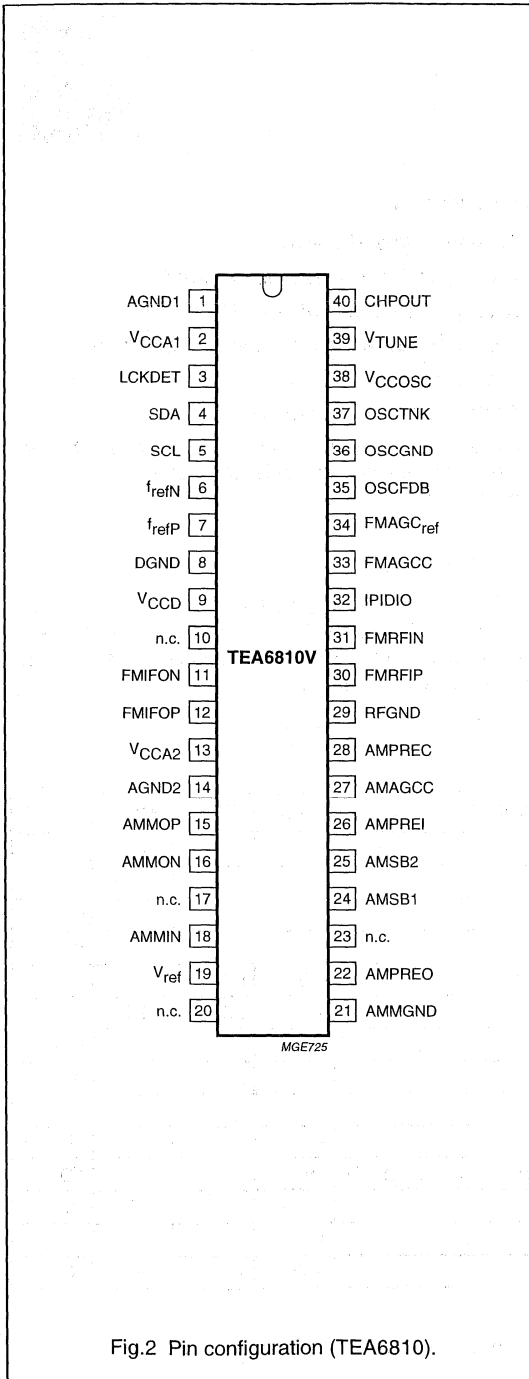 AGND1 1 40 CHPOUT
VCCA1 2 39 VTUNE
LCKDET 3 38 VCCOSC
SDA 4 37 OSCTNK
SCL 5 36 OSCGND
frefN 6 35 OSCFDB
frefP 7 34 FMAGCref
DGND 8 33 FMAGCC
VCCD 9 32 IPIDIO
n.c. 10 31 FMRFIN
TEA6810V
FMIFON 11 30 FMRFIP
FMIFOP 12 29 RFGND
VCCA2 13 28 AMPREC
AGND2 14 27 AMAGCC
AMMOP 15 26 AMPREI
AMMON 16 25 AMSB2
n.c. 17 24 AMSB1
AMMIN 18 23 n.c.
Vref 19 22 AMPREO
n.c. 20 21 AMMGND
MGE725
Fig.2 Pin configuration (TEA6810).